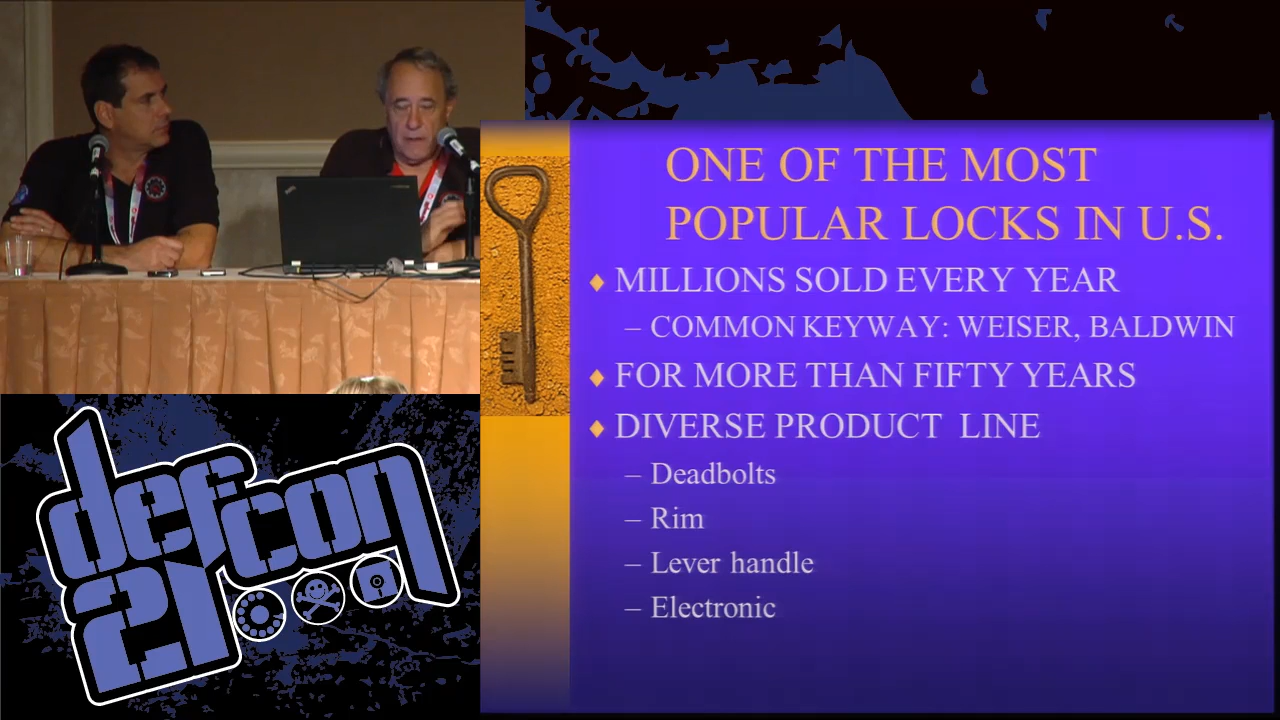 ONE OF THE MOST
POPULAR LOCKS IN U.S.
♦ MILLIONS SOLD EVERY YEAR
– COMMON KEYWAY: WEISER, BALDWIN
♦ FOR MORE THAN FIFTY YEARS
♦ DIVERSE PRODUCT LINE
– Deadbolts
– Rim
– Lever handle
– Electronic
defcon
21